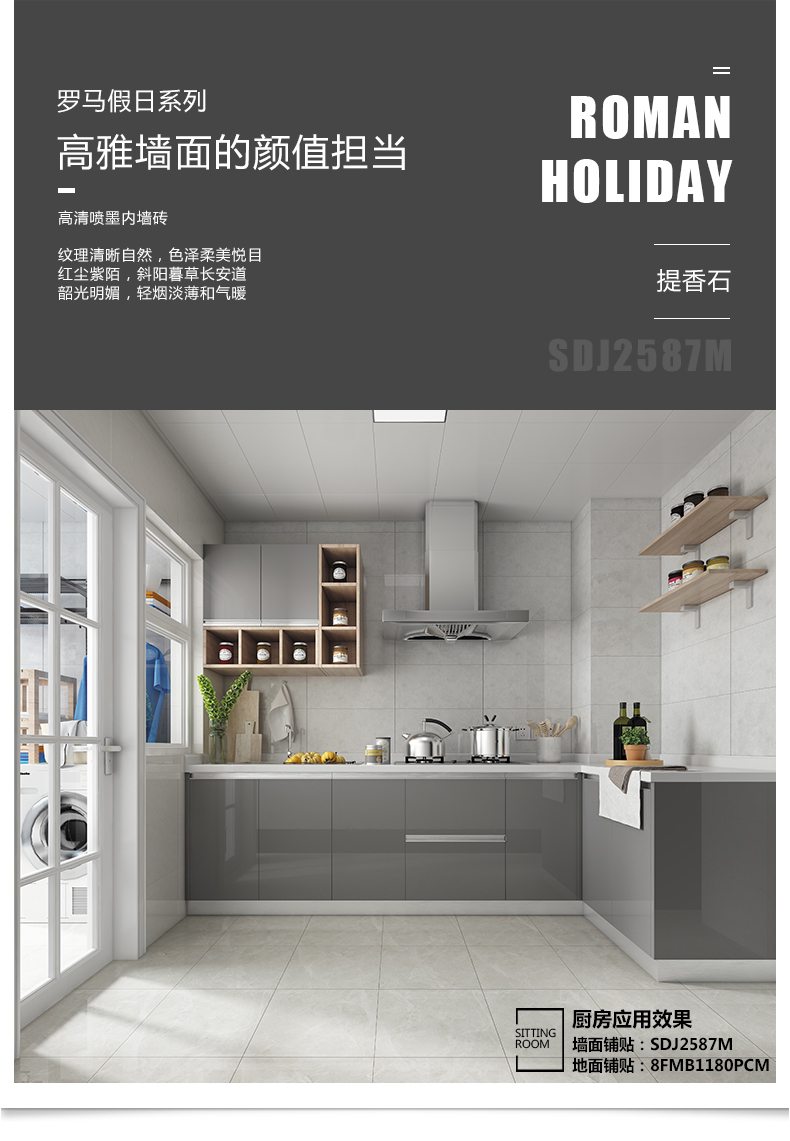 罗马假日系列
高雅墙面的颜值担当
高清喷墨内墙砖
纹理清晰自然，色泽柔美悦目
红尘紫陌，斜阳暮草长安道
韶光明媚，轻烟淡薄和气暖
ROMAN
HOLIDAY
提香石
SDJ2587M
SITTING
ROOM
厨房应用效果
墙面铺贴：SDJ2587M
地面铺贴：8FMB1180PCM